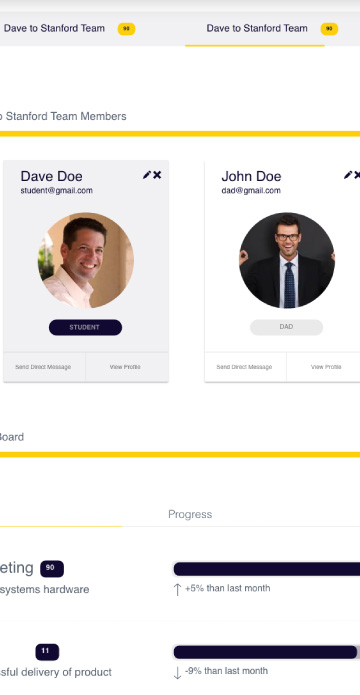 Dave to Stanford Team 90 Dave to Stanford Team 90
o Stanford Team Members
Dave Doe John Doe
student@gmail.com dad@gmail.com
STUDENT DAD
Send Direct Message View Profile Send Direct Message View Profile
Board
Progress
eting 90
systems hardware +5% than last month
11
sful delivery of product -9% than last month